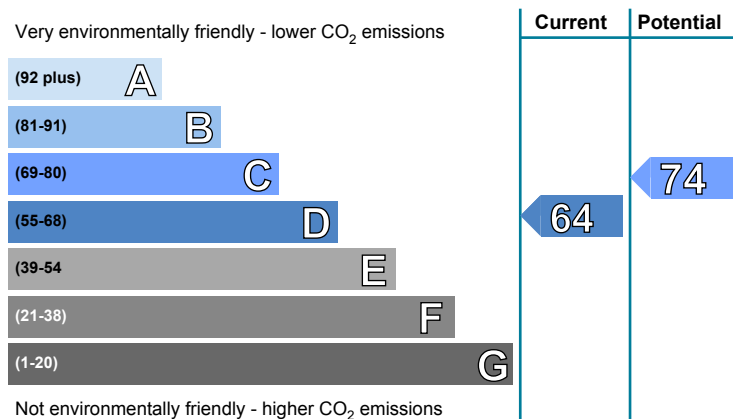 Current Potential
Very environmentally friendly - lower CO2 emissions
(92 plus) A
(81-91) B
(69-80) C
74
(55-68) D
64
(39-54 E
(21-38) F
(1-20) G
Not environmentally friendly - higher CO2 emissions